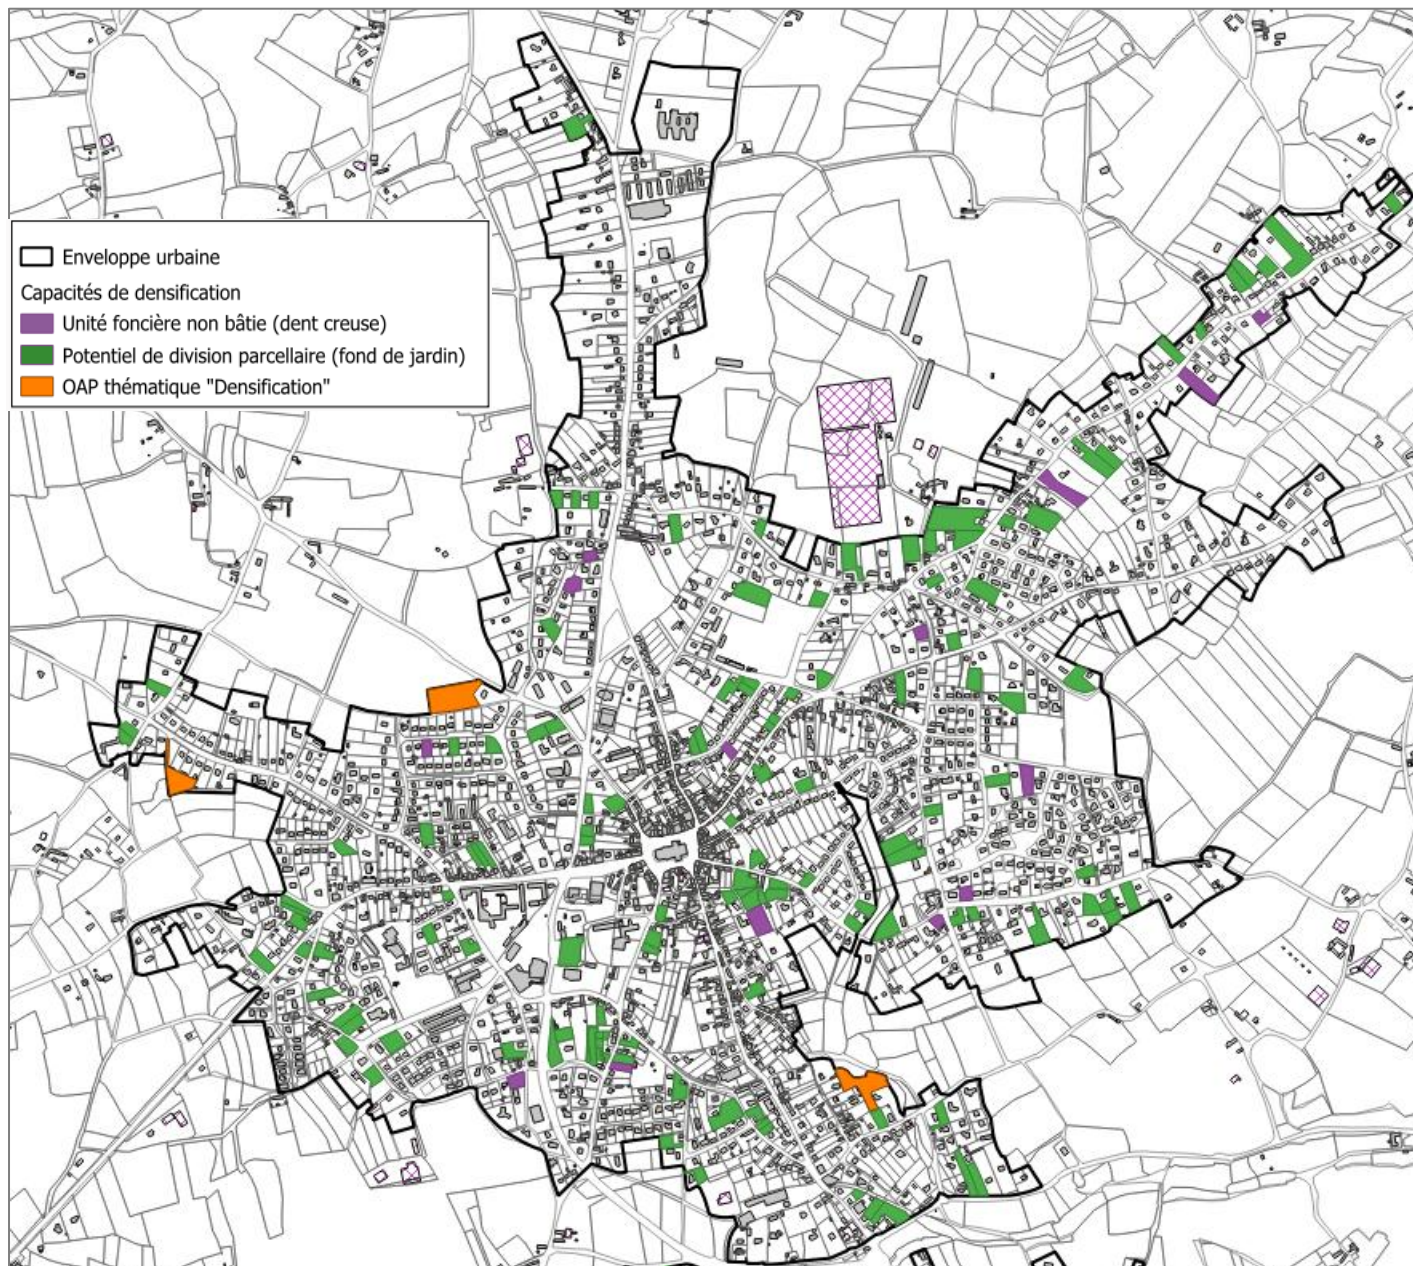 Enveloppe urbaine
Capacités de densification
Unité foncière non bâtie (dent creuse)
Potentiel de division parcellaire (fond de jardin)
OAP thématique "Densification"